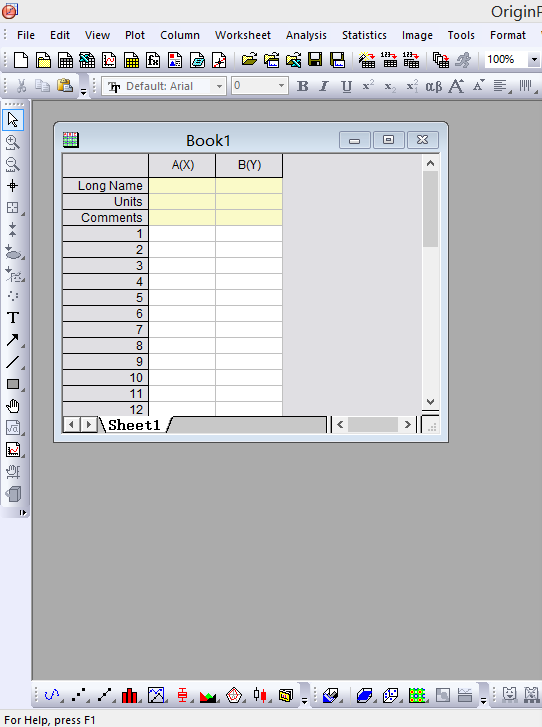 OriginP
File Edit View Plot Column Worksheet Analysis Statistics Image Tools Format
100%
Default: Arial 0 B I U x² x₂ x²₁ αβ A A
Book1
A(X) B(Y)
Long Name
Units
Comments
1
2
3
4
5
6
7
8
9
10
11
12
Sheet1
T
For Help, press F1